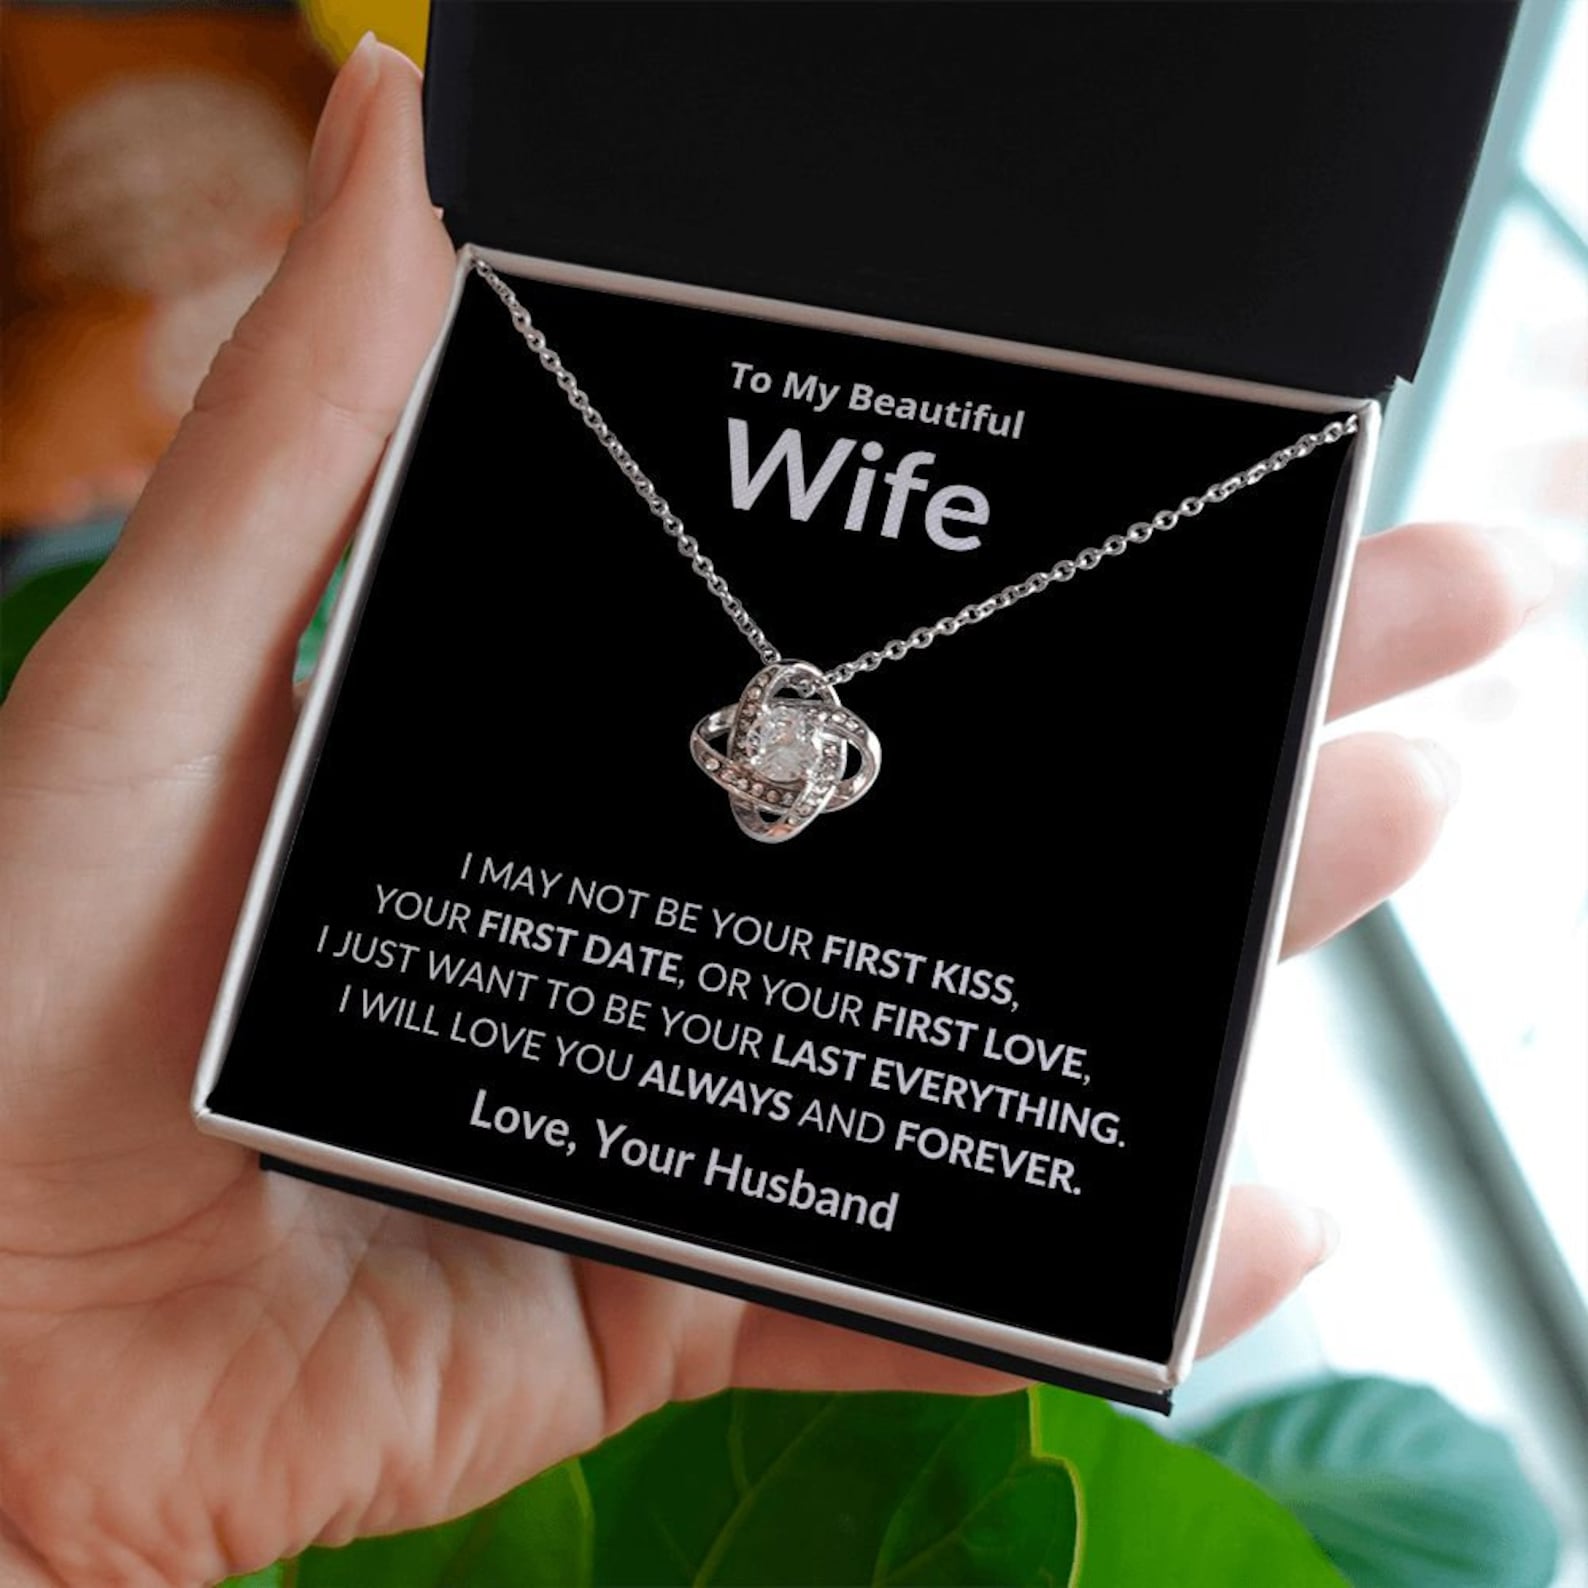 To My Beautiful
Wife
I MAY NOT BE YOUR FIRST KISS,
YOUR FIRST DATE, OR YOUR FIRST LOVE,
I JUST WANT TO BE YOUR LAST EVERYTHING.
I WILL LOVE YOU ALWAYS AND FOREVER.
Love, Your Husband